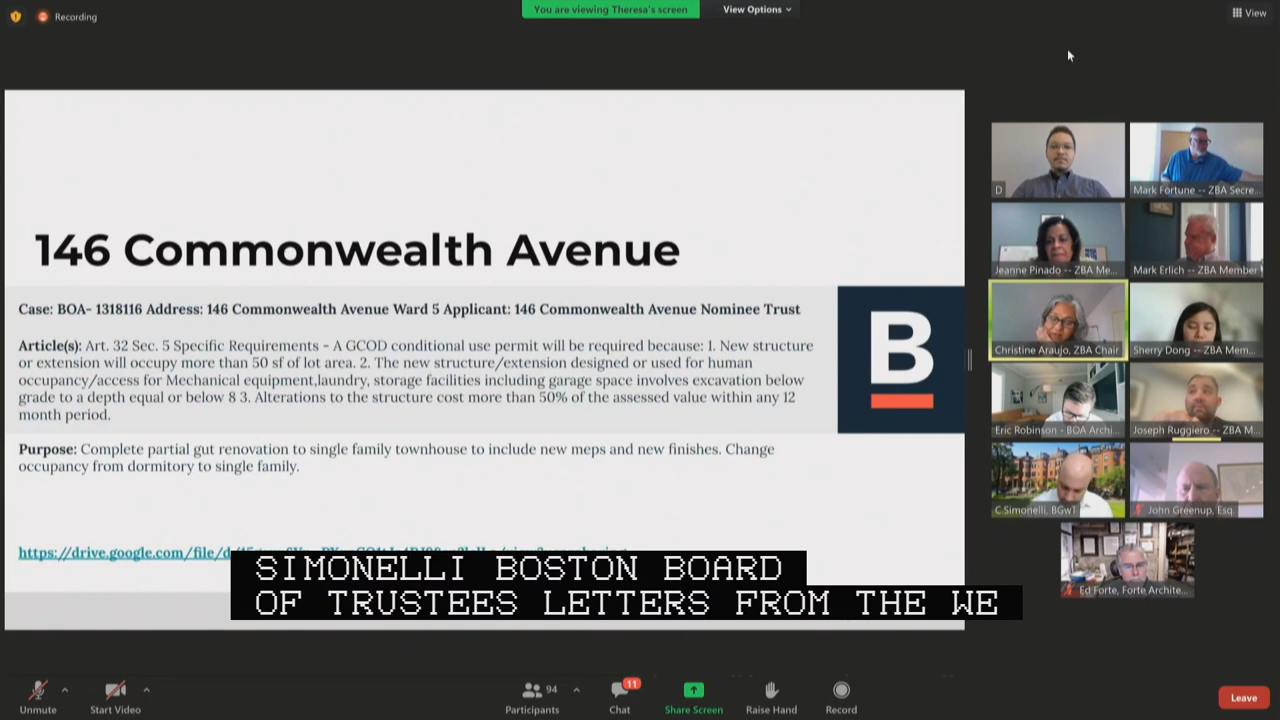 Recording
You are viewing Theresa's screen
View Options
View
146 Commonwealth Avenue
Case: BOA- 1318116 Address: 146 Commonwealth Avenue Ward 5 Applicant: 146 Commonwealth Avenue Nominee Trust
Article(s): Art. 32 Sec. 5 Specific Requirements - A GCOD conditional use permit will be required because: 1. New structure
or extension will occupy more than 50 sf of lot area. 2. The new structure/extension designed or used for human
occupancy/access for Mechanical equipment,laundry, storage facilities including garage space involves excavation below
grade to a depth equal or below 8 3. Alterations to the structure cost more than 50% of the assessed value within any 12
month period.
B
Purpose: Complete partial gut renovation to single family townhouse to include new meps and new finishes. Change
occupancy from dormitory to single family.
https://drive.google.com/file/d/
SIMONELLI BOSTON BOARD
OF TRUSTEES LETTERS FROM THE WE
D
Mark Fortune -- ZBA Secre...
Jeanne Pinado -- ZBA Me...
Mark Erlich -- ZBA Member
Christine Araujo, ZBA Chair
Sherry Dong -- ZBA Mem...
Eric Robinson - BOA Archi...
Joseph Ruggiero -- ZBA M...
C.Simonelli, BGwT
John Greenup, Esq.
Ed Forte, Forte Archite...
Unmute
Start Video
94
Participants
11
Chat
Share Screen
Raise Hand
Record
Leave